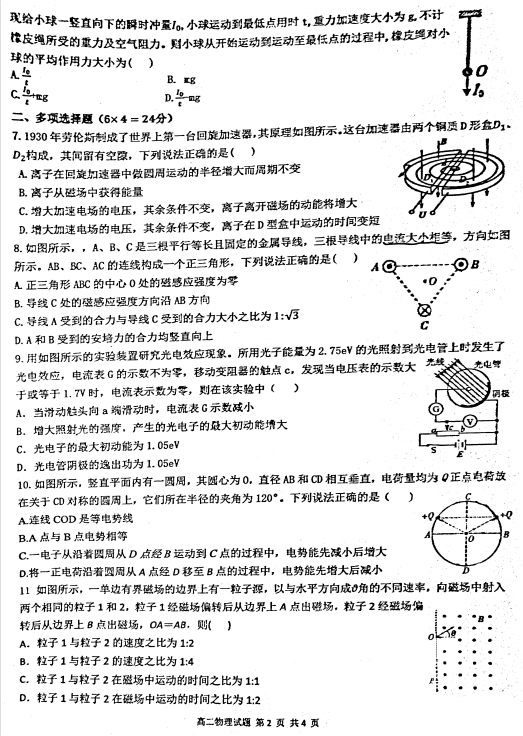 现给小球一竖直向下的瞬时冲量I₀,小球运动到最低点用时t,重力加速度大小为g,不计
橡皮绳所受的重力及空气阻力。则小球从开始运动到运动至最低点的过程中,橡皮绳对小
球的平均作用力大小为( )
A. I₀/t B. mg
C. I₀/t+mg D. I₀/t-mg
O
I₀
二、多项选择题(6×4=24分)
7.1930年劳伦斯制成了世界上第一台回旋加速器,其原理如图所示。这台加速器由两个铜质D形盒D₁、
D₂构成,其间留有空隙,下列说法正确的是( )
A.离子在回旋加速器中做圆周运动的半径增大而周期不变
B.离子从磁场中获得能量
C.增大加速电场的电压,其余条件不变,离子离开磁场的动能将增大
D.增大加速电场的电压,其余条件不变,离子在D型盒中运动的时间变短
B
U
8.如图所示,,A、B、C是三根平行等长且固定的金属导线,三根导线中的电流大小相等,方向如图
所示。AB、BC、AC的连线构成一个正三角形,下列说法正确的是( )
A.正三角形ABC的中心O处的磁感应强度为零
B.导线C处的磁感应强度方向沿AB方向
C.导线A受到的合力与导线C受到的合力大小之比为1:√3
D.A和B受到的安培力的合力均竖直向上
A B
O
C
9.用如图所示的实验装置研究光电效应现象。所用光子能量为2.75eV的光照射到光电管上时发生了
光电效应,电流表G的示数不为零,移动变阻器的触点c,发现当电压表的示数大
于或等于1.7V时,电流表示数为零,则在该实验中( )
A.当滑动触头向a端滑动时,电流表G示数减小
B.增大照射光的强度,产生的光电子的最大初动能增大
C.光电子的最大初动能为1.05eV
D.光电管阴极的逸出功为1.05eV
光线 光电管
阴极
G
V
a c b
S E
10.如图所示,竖直平面内有一圆周,其圆心为O,直径AB和CD相互垂直,电荷量均为Q正点电荷放
在关于CD对称的圆周上,它们所在半径的夹角为120°。下列说法正确的是( )
A.连线COD是等电势线
B.A点与B点电势相等
C.一电子从沿着圆周从D点经B运动到C点的过程中,电势能先减小后增大
D.将一正电荷沿着圆周从A点经D移至B点的过程中,电势能先增大后减小
C
+Q +Q
A O B
D
11 如图所示,一单边有界磁场的边界上有一粒子源,以与水平方向成θ角的不同速率,向磁场中射入
两个相同的粒子1和2,粒子1经磁场偏转后从边界上A点出磁场,粒子2经磁场偏
转后从边界上B点出磁场,OA=AB,则( )
A.粒子1与粒子2的速度之比为1:2
B.粒子1与粒子2的速度之比为1:4
C.粒子1与粒子2在磁场中运动的时间之比为1:1
D.粒子1与粒子2在磁场中运动的时间之比为1:2
B
O θ
高二物理试题 第2页 共4页